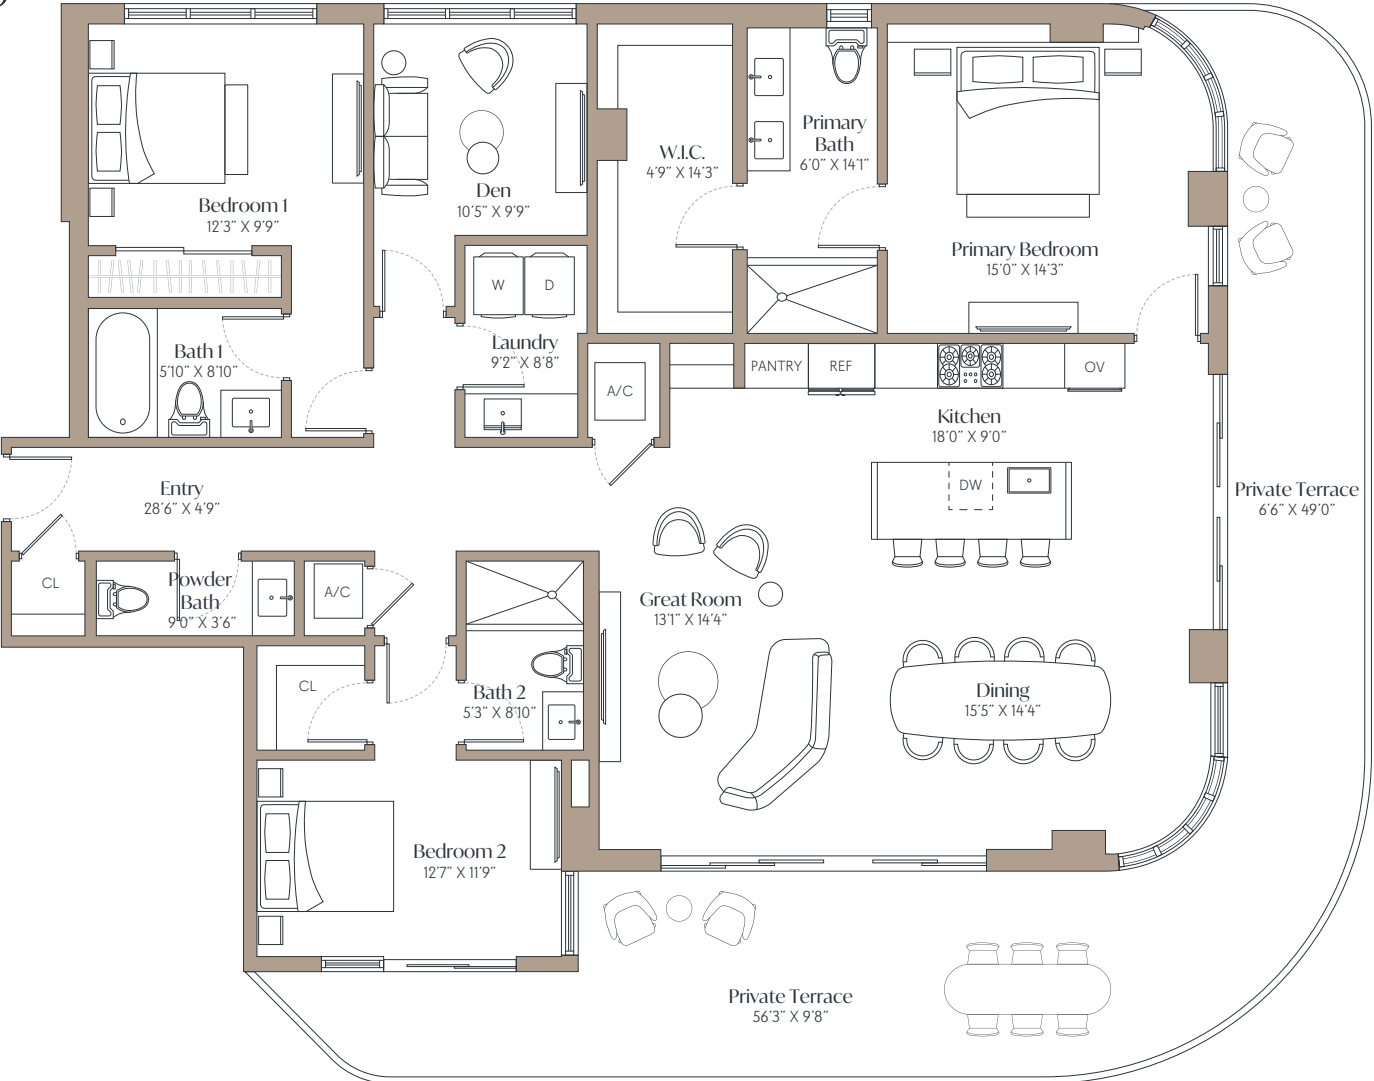 Bedroom 1
12'3" X 9'9"
Den
10'5" X 9'9"
W.I.C.
4'9" X 14'3"
Primary
Bath
6'0" X 14'1"
Primary Bedroom
15'0" X 14'3"
W
D
Laundry
9'2" X 8'8"
Bath 1
5'10" X 8'10"
A/C
PANTRY
REF
OV
Kitchen
18'0" X 9'0"
DW
Private Terrace
6'6" X 49'0"
Entry
28'6" X 4'9"
CL
Powder
Bath
9'0" X 3'6"
A/C
Great Room
13'1" X 14'4"
CL
Bath 2
5'3" X 8'10"
Dining
15'5" X 14'4"
Bedroom 2
12'7" X 11'9"
Private Terrace
56'3" X 9'8"